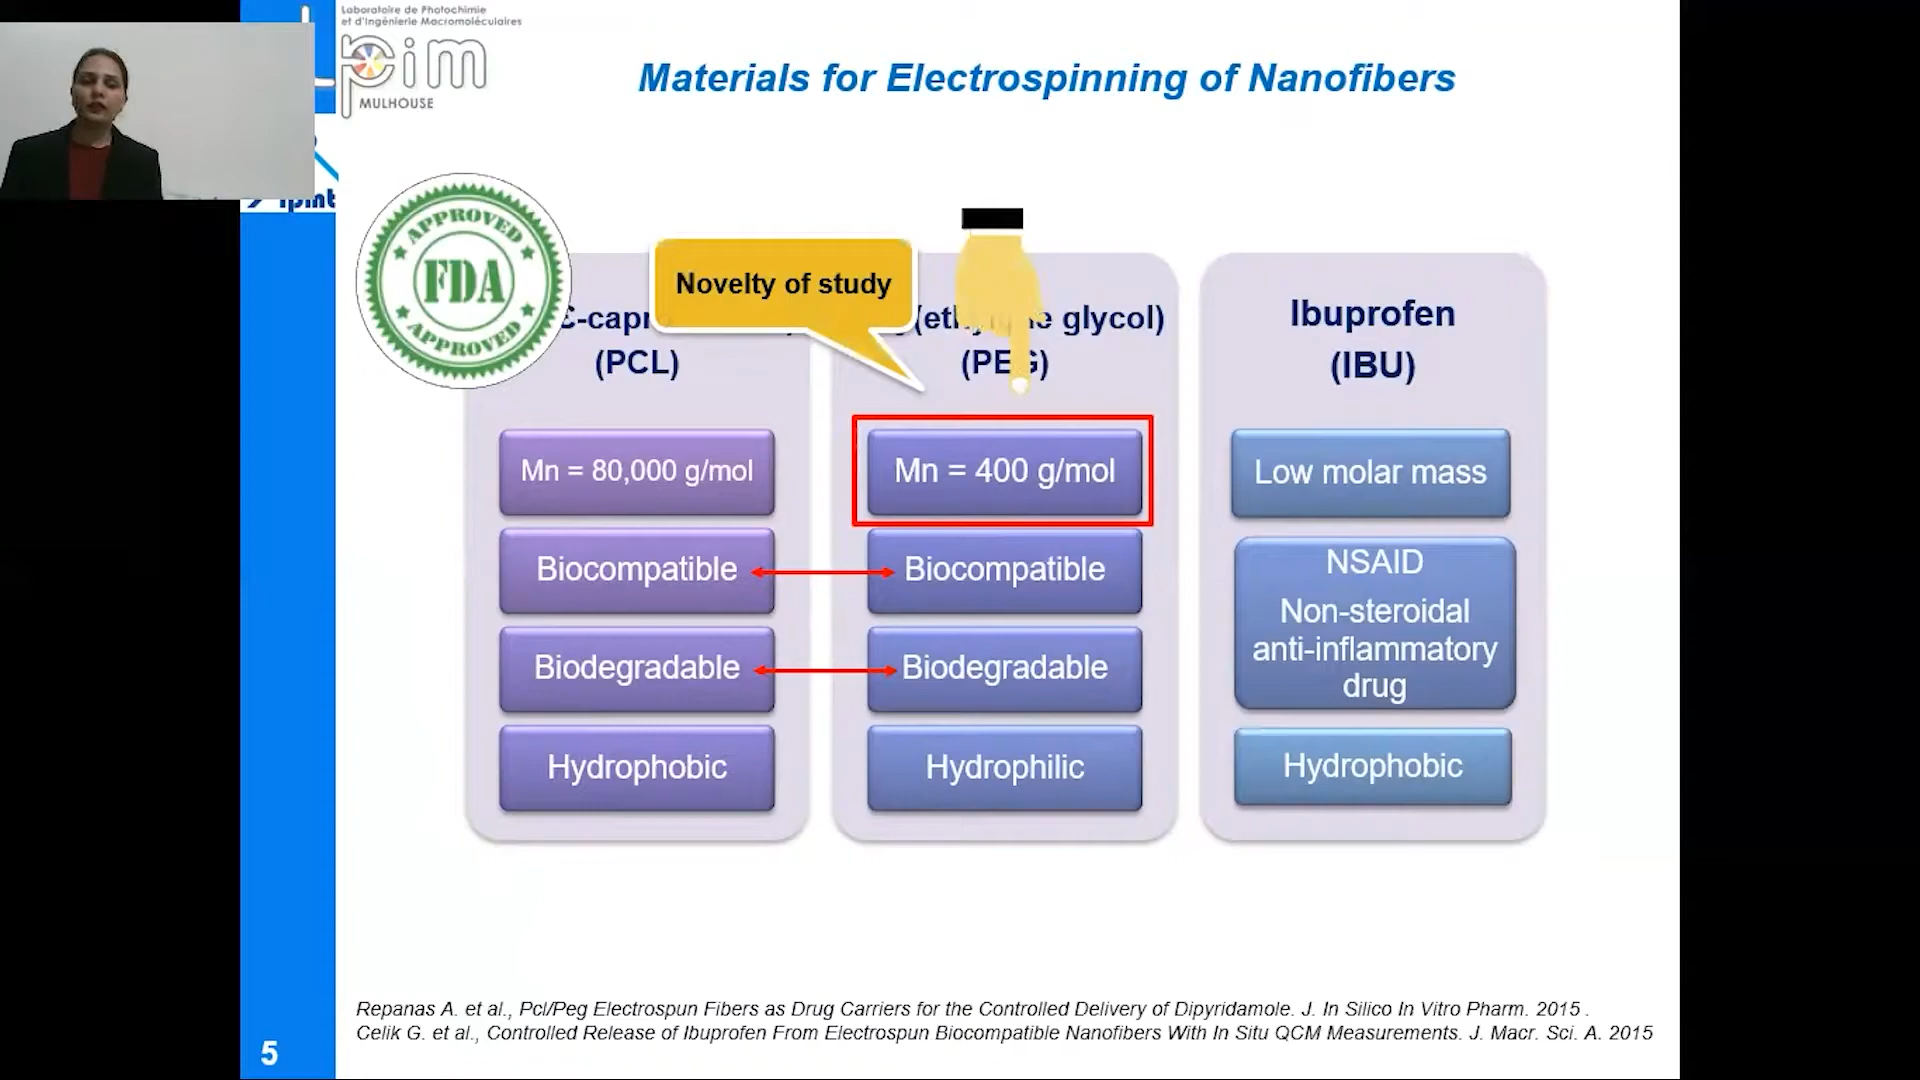 Laboratoire de Photochimie
et d'Ingénierie Macromoléculaires
pim
MULHOUSE
Materials for Electrospinning of Nanofibers
APPROVED
FDA
APPROVED
Novelty of study
(PCL)
Mn = 80,000 g/mol
Biocompatible
Biodegradable
Hydrophobic
glycol)
(PEG)
Mn = 400 g/mol
Biocompatible
Biodegradable
Hydrophilic
Ibuprofen
(IBU)
Low molar mass
NSAID
Non-steroidal
anti-inflammatory
drug
Hydrophobic
Repanas A. et al., Pcl/Peg Electrospun Fibers as Drug Carriers for the Controlled Delivery of Dipyridamole. J. In Silico In Vitro Pharm. 2015 .
Celik G. et al., Controlled Release of Ibuprofen From Electrospun Biocompatible Nanofibers With In Situ QCM Measurements. J. Macr. Sci. A. 2015
5